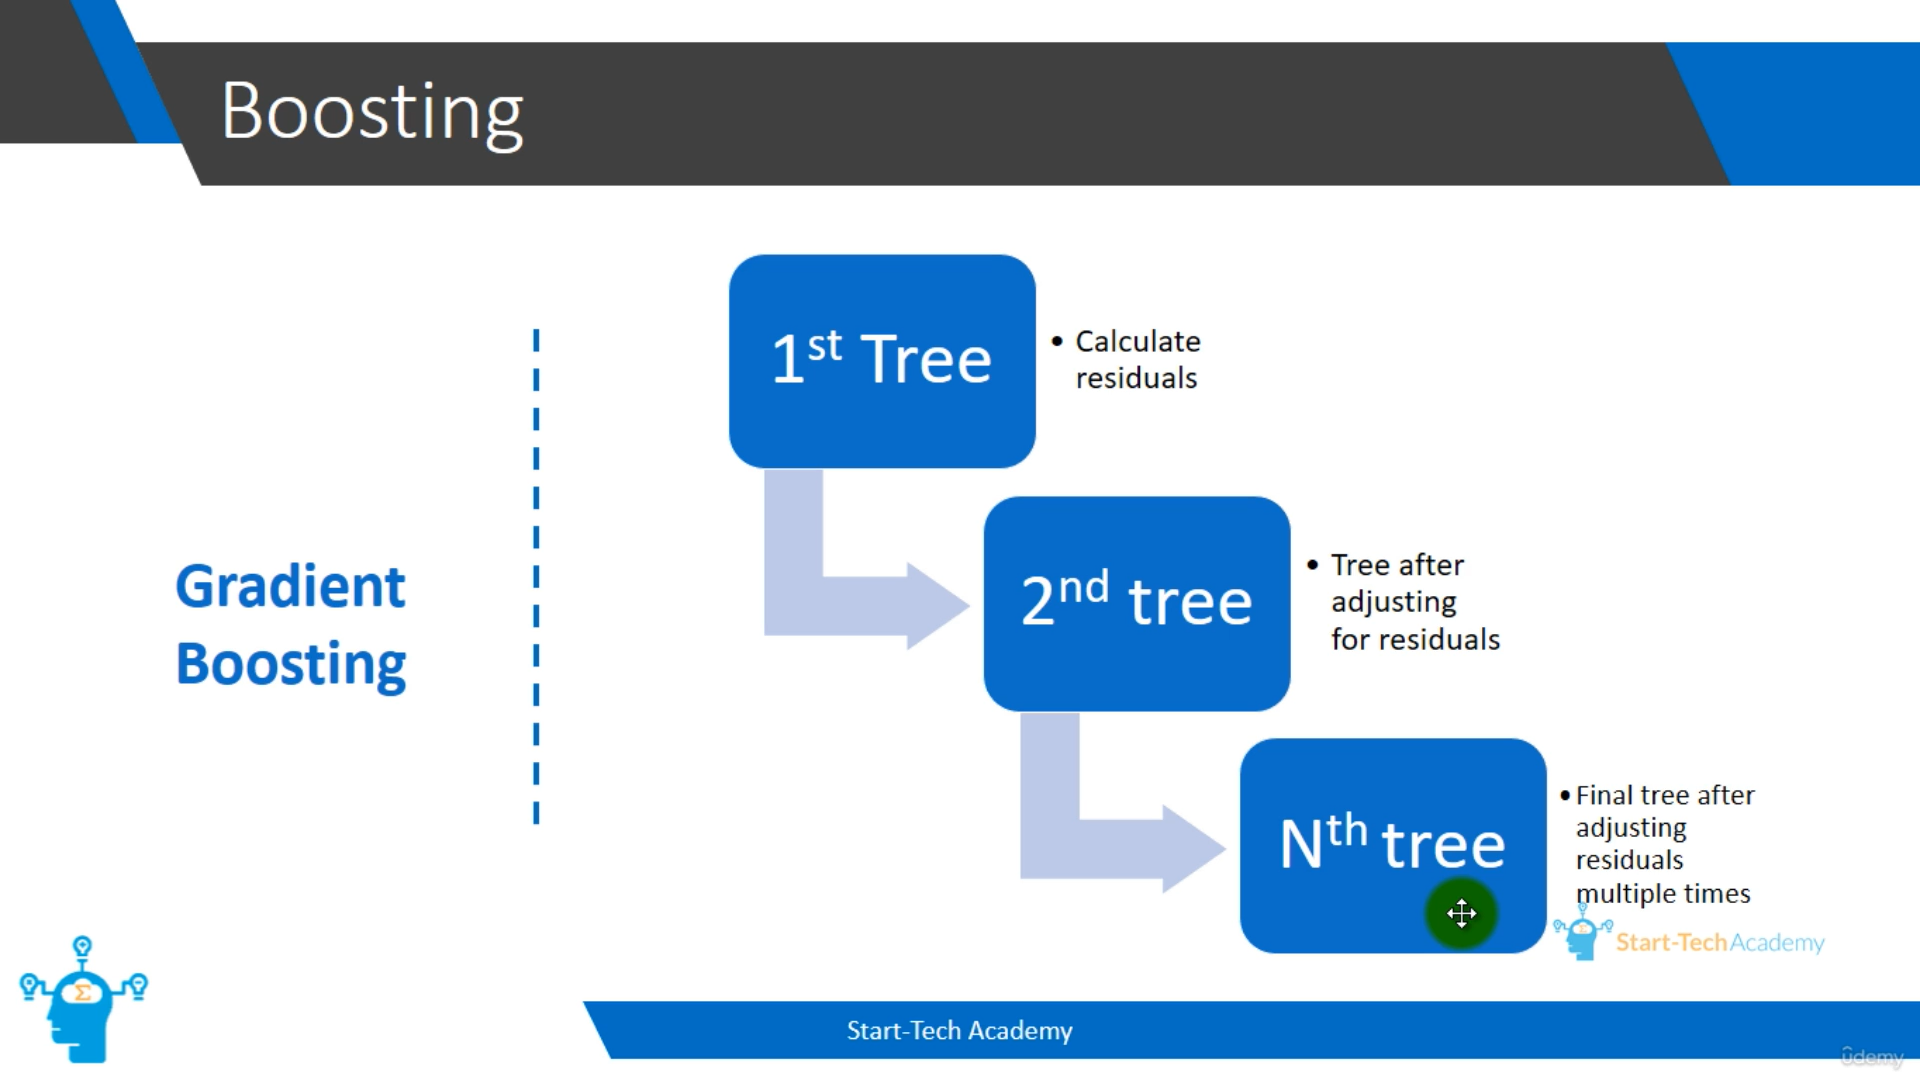 Boosting
1st Tree
• Calculate
residuals
Gradient
Boosting
2nd tree
• Tree after
adjusting
for residuals
Nth tree
• Final tree after
adjusting
residuals
multiple times
Σ
Start-Tech Academy
Σ
Start-Tech Academy
udemy